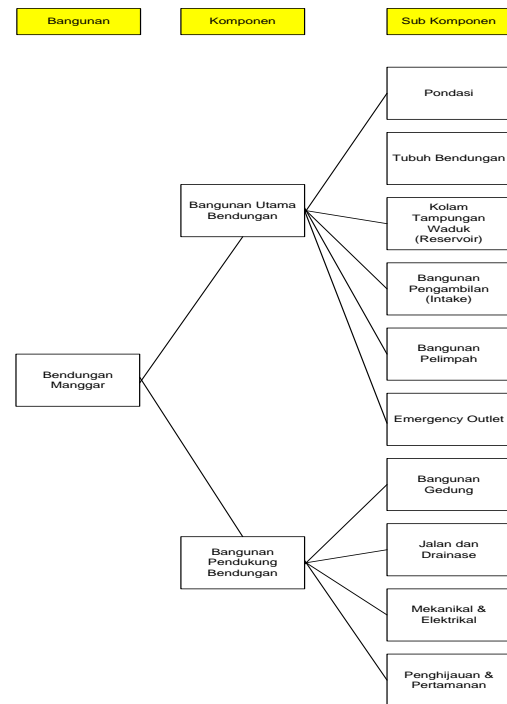 Bangunan
Komponen
Sub Komponen
Pondasi
Tubuh Bendungan
Bangunan Utama
Bendungan
Kolam
Tampungan
Waduk
(Reservoir)
Bangunan
Pengambilan
(Intake)
Bangunan
Pelimpah
Bendungan
Manggar
Emergency Outlet
Bangunan
Gedung
Bangunan
Pendukung
Bendungan
Jalan dan
Drainase
Mekanikal &
Elektrikal
Penghijauan &
Pertamanan